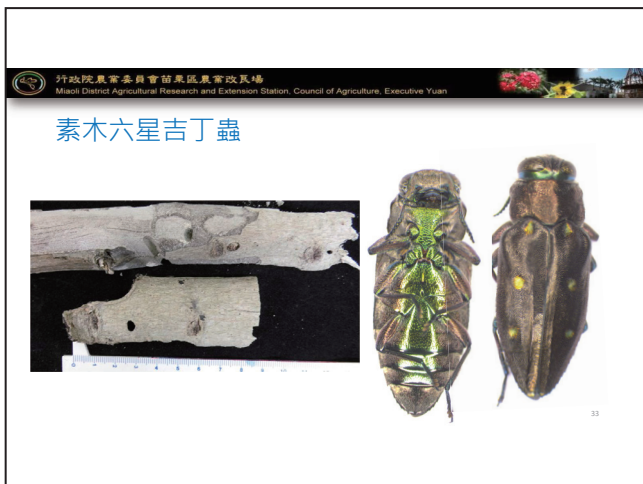 行政院農業委員會苗栗區農業改良場
Miaoli District Agricultural Research and Extension Station, Council of Agriculture, Executive Yuan
素木六星吉丁蟲
33